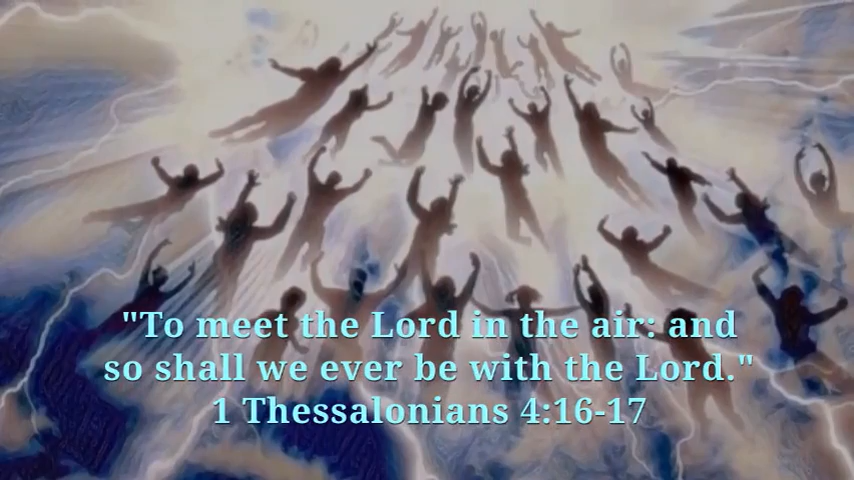 "To meet the Lord in the air: and
so shall we ever be with the Lord."
1 Thessalonians 4:16-17